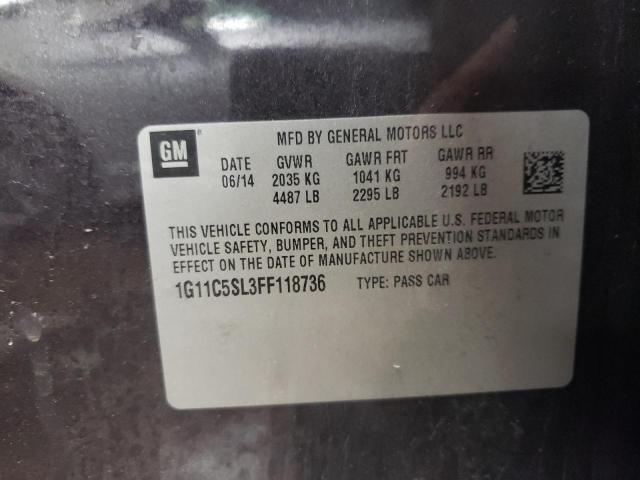 GM ®
MFD BY GENERAL MOTORS LLC
DATE GVWR GAWR FRT GAWR RR
06/14 2035 KG 1041 KG 994 KG
4487 LB 2295 LB 2192 LB
THIS VEHICLE CONFORMS TO ALL APPLICABLE U.S. FEDERAL MOTOR
VEHICLE SAFETY, BUMPER, AND THEFT PREVENTION STANDARDS IN
EFFECT ON THE DATE OF MANUFACTURE SHOWN ABOVE.
1G11C5SL3FF118736 TYPE: PASS CAR